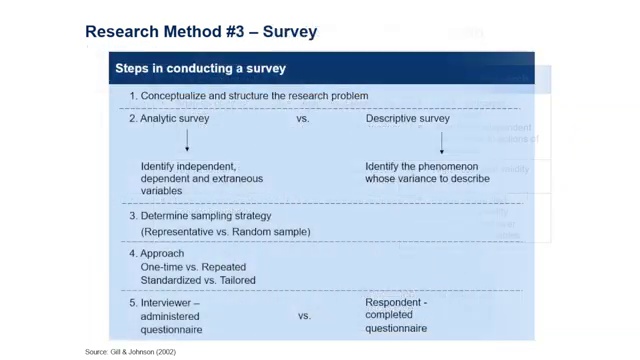 Research Method #3 – Survey
Steps in conducting a survey
1. Conceptualize and structure the research problem
2. Analytic survey vs. Descriptive survey
Identify independent,
dependent and extraneous
variables
Identify the phenomenon
whose variance to describe
3. Determine sampling strategy
(Representative vs. Random sample)
4. Approach
One-time vs. Repeated
Standardized vs. Tailored
5. Interviewer –
administered
questionnaire
vs.
Respondent -
completed
questionnaire
Source: Gill & Johnson (2002)